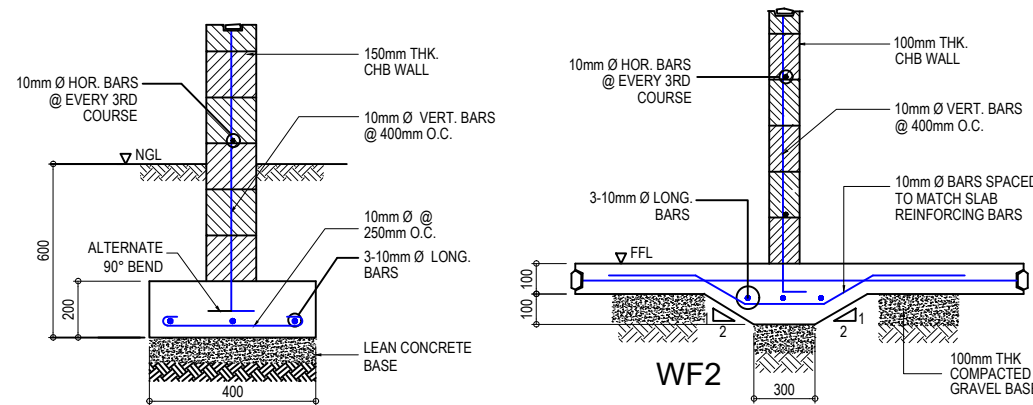 150mm THK.
CHB WALL
10mm Ø HOR. BARS
@ EVERY 3RD
COURSE
10mm Ø VERT. BARS
@ 400mm O.C.
NGL
10mm Ø @
250mm O.C.
ALTERNATE
90° BEND
3-10mm Ø LONG.
BARS
600
200
LEAN CONCRETE
BASE
400
100mm THK.
CHB WALL
10mm Ø HOR. BARS
@ EVERY 3RD
COURSE
10mm Ø VERT. BARS
@ 400mm O.C.
10mm Ø BARS SPACED
TO MATCH SLAB
REINFORCING BARS
3-10mm Ø LONG.
BARS
FFL
100
100
1
2
2
1
WF2
300
100mm THK
COMPACTED
GRAVEL BASE